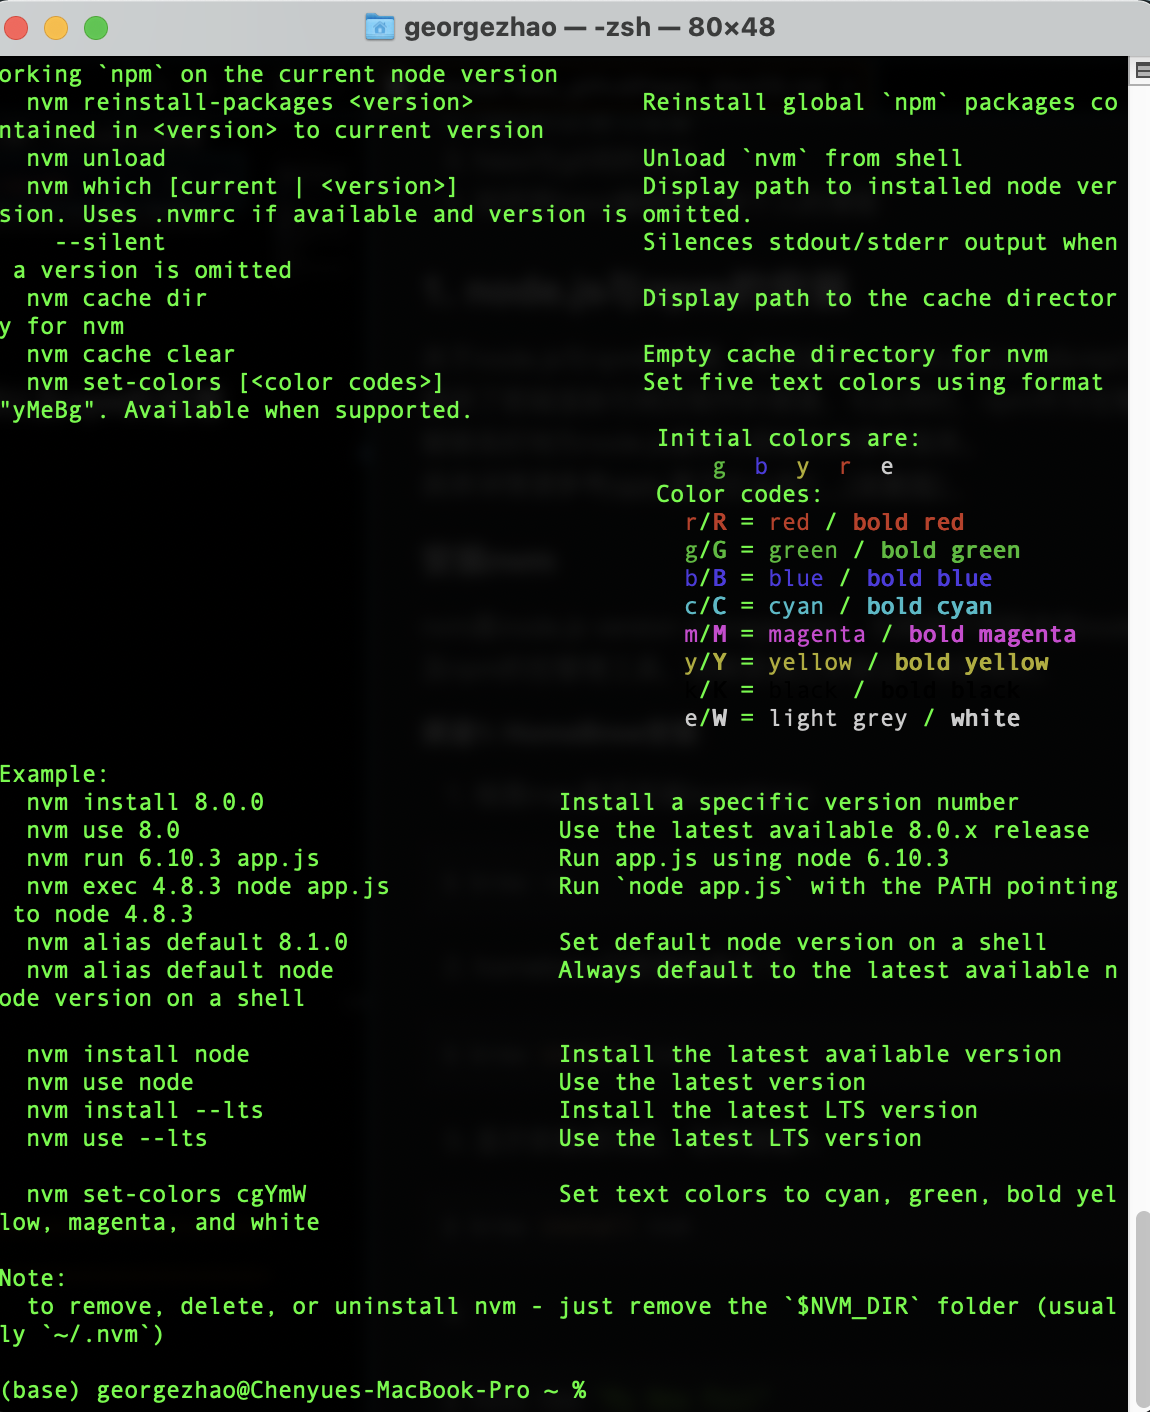 georgezhao — -zsh — 80×48
orking `npm` on the current node version
nvm reinstall-packages <version> Reinstall global `npm` packages co
ntained in <version> to current version
nvm unload Unload `nvm` from shell
nvm which [current | <version>] Display path to installed node ver
sion. Uses .nvmrc if available and version is omitted.
--silent Silences stdout/stderr output when
a version is omitted
nvm cache dir Display path to the cache director
y for nvm
nvm cache clear Empty cache directory for nvm
nvm set-colors [<color codes>] Set five text colors using format
"yMeBg". Available when supported.
Initial colors are:
g b y r e
Color codes:
r/R = red / bold red
g/G = green / bold green
b/B = blue / bold blue
c/C = cyan / bold cyan
m/M = magenta / bold magenta
y/Y = yellow / bold yellow
k/K = black / bold black
e/W = light grey / white
Example:
nvm install 8.0.0 Install a specific version number
nvm use 8.0 Use the latest available 8.0.x release
nvm run 6.10.3 app.js Run app.js using node 6.10.3
nvm exec 4.8.3 node app.js Run `node app.js` with the PATH pointing
to node 4.8.3
nvm alias default 8.1.0 Set default node version on a shell
nvm alias default node Always default to the latest available n
ode version on a shell
nvm install node Install the latest available version
nvm use node Use the latest version
nvm install --lts Install the latest LTS version
nvm use --lts Use the latest LTS version
nvm set-colors cgYmW Set text colors to cyan, green, bold yel
low, magenta, and white
Note:
to remove, delete, or uninstall nvm - just remove the `$NVM_DIR` folder (usual
ly `~/.nvm`)
(base) georgezhao@Chenyues-MacBook-Pro ~ %